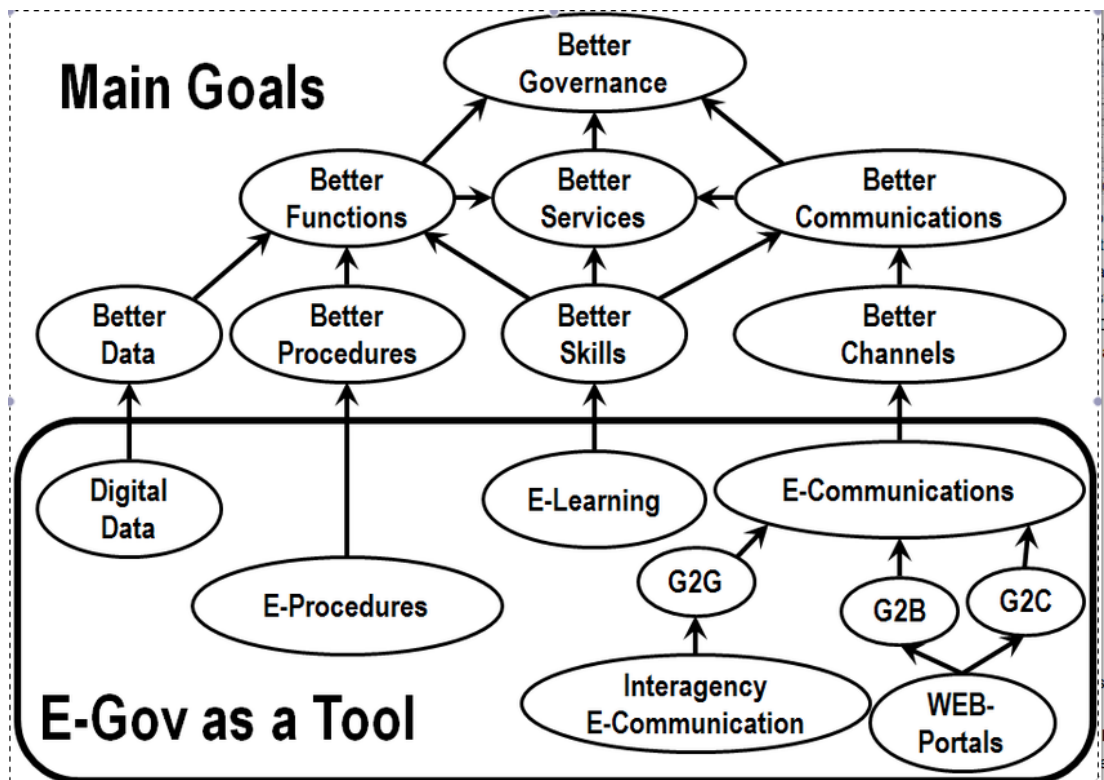 Main Goals
Better
Governance
Better
Functions
Better
Services
Better
Communications
Better
Data
Better
Procedures
Better
Skills
Better
Channels
Digital
Data
E-Learning
E-Communications
E-Procedures
G2G
G2B
G2C
Interagency
E-Communication
WEB-
Portals
E-Gov as a Tool